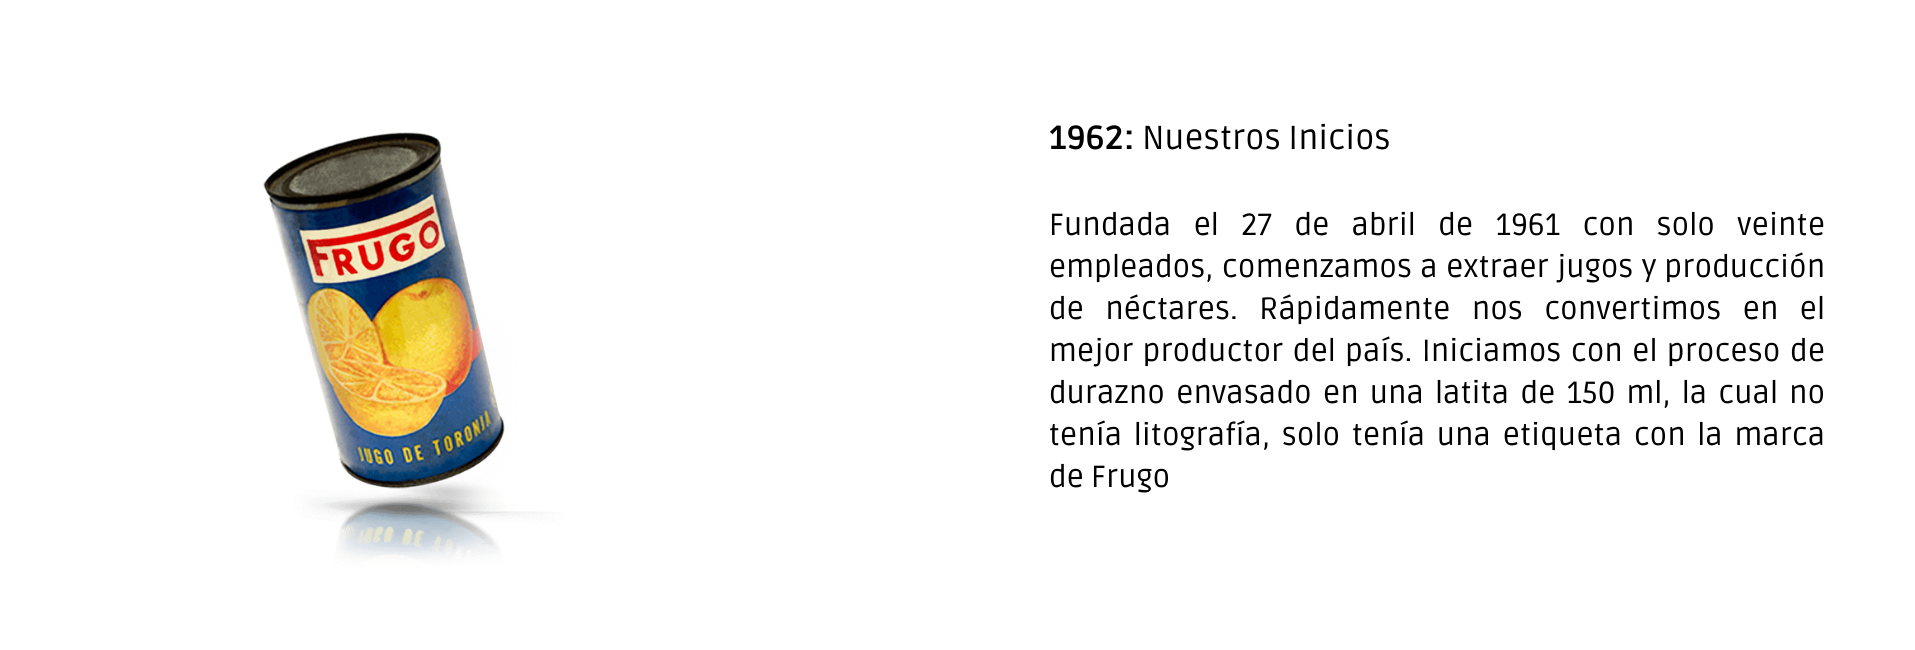 FRUGO
JUGO DE TORONJA
1962: Nuestros Inicios
Fundada el 27 de abril de 1961 con solo veinte
empleados, comenzamos a extraer jugos y producción
de néctares. Rápidamente nos convertimos en el
mejor productor del país. Iniciamos con el proceso de
durazno envasado en una latita de 150 ml, la cual no
tenía litografía, solo tenía una etiqueta con la marca
de Frugo